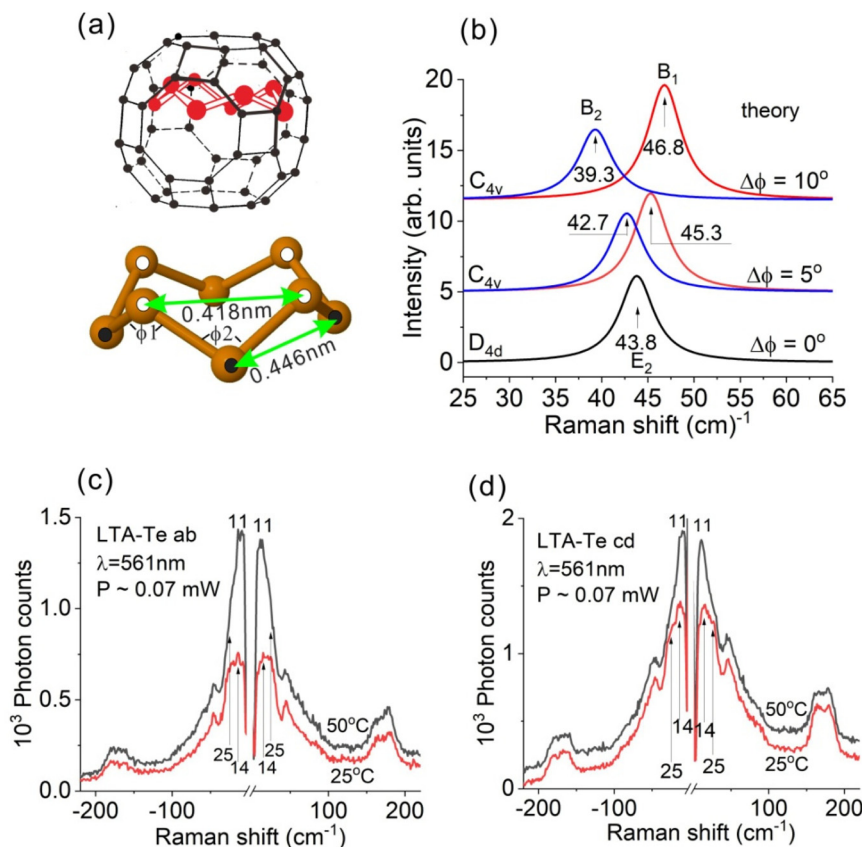 (a)
0.418nm
ϕ1
ϕ2
0.446nm
(b)
Intensity (arb. units)
20
15
10
5
0
B₁
B₂
theory
46.8
39.3
C₄ᵥ
Δϕ = 10°
42.7
45.3
C₄ᵥ
Δϕ = 5°
D₄d
43.8
E₂
Δϕ = 0°
25 30 35 40 45 50 55 60 65
Raman shift (cm)⁻¹
(c)
10³ Photon counts
1.5
1.0
0.5
0.0
LTA-Te ab
λ=561nm
P ~ 0.07 mW
11 11
50°C
25°C
25 14 14 25
-200 -100 100 200
Raman shift (cm⁻¹)
(d)
10³ Photon counts
2
1
0
LTA-Te cd
λ=561nm
P ~ 0.07 mW
11 11
50°C
25°C
25 14 14 25
-200 -100 100 200
Raman shift (cm⁻¹)